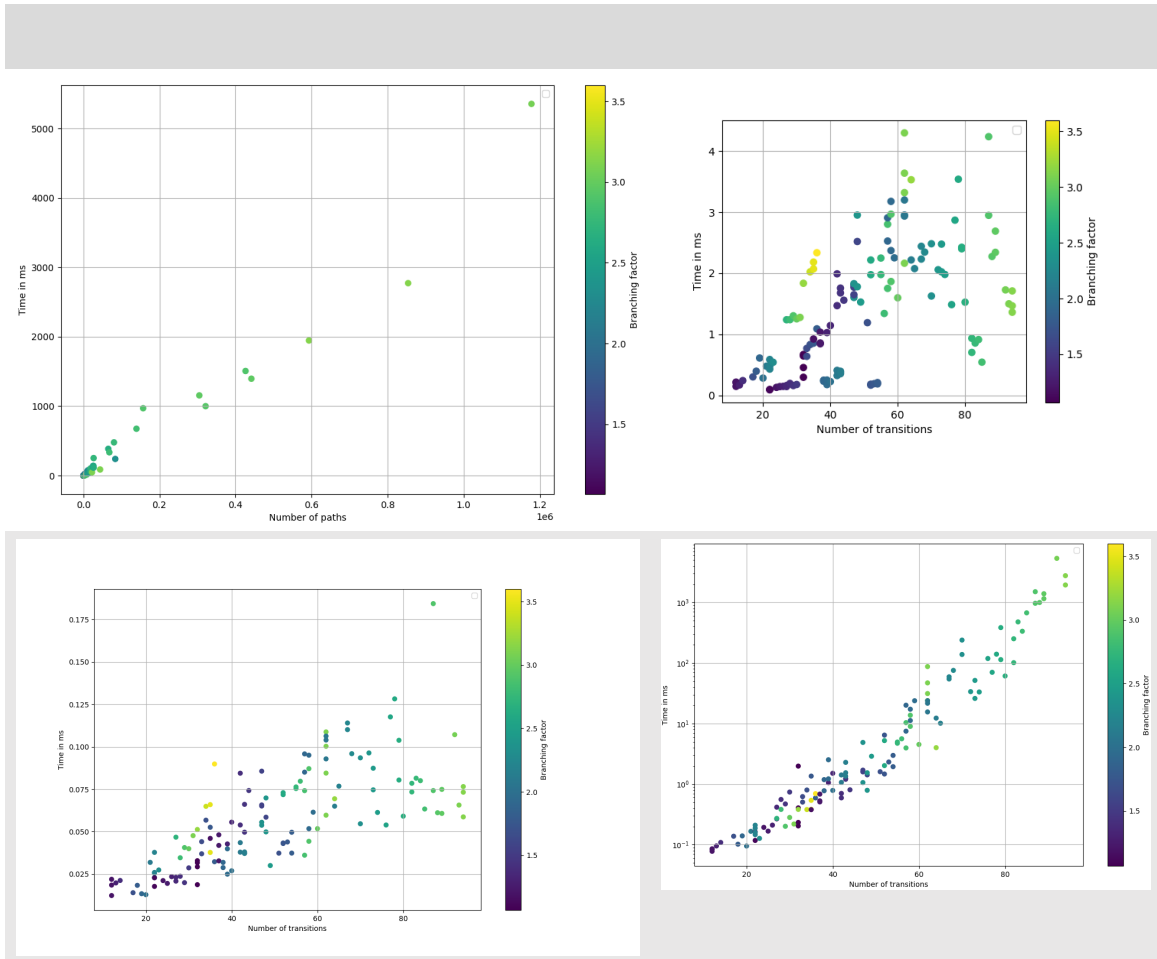 5000
4000
3000
2000
1000
0
Time in ms
0.0 0.2 0.4 0.6 0.8 1.0 1.2
1e6
Number of paths
3.5
3.0
2.5
2.0
1.5
Branching factor
4
3
2
1
0
Time in ms
20 40 60 80
Number of transitions
3.5
3.0
2.5
2.0
1.5
Branching factor
0.175
0.150
0.125
0.100
0.075
0.050
0.025
Time in ms
20 40 60 80
Number of transitions
3.5
3.0
2.5
2.0
1.5
Branching factor
10³
10²
10¹
10⁰
10⁻¹
Time in ms
20 40 60 80
Number of transitions
3.5
3.0
2.5
2.0
1.5
Branching factor